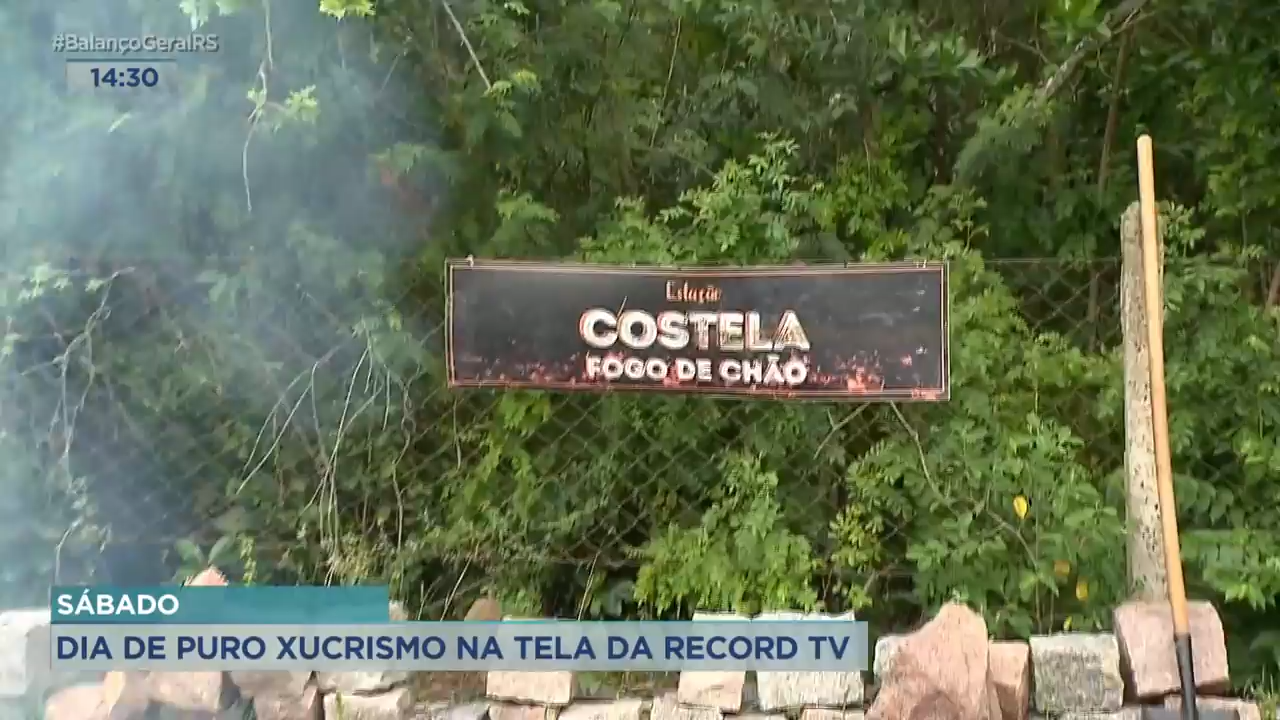 #BalançoGeralRS
14:30
Estação
COSTELA
FOGO DE CHÃO
SÁBADO
DIA DE PURO XUCRISMO NA TELA DA RECORD TV